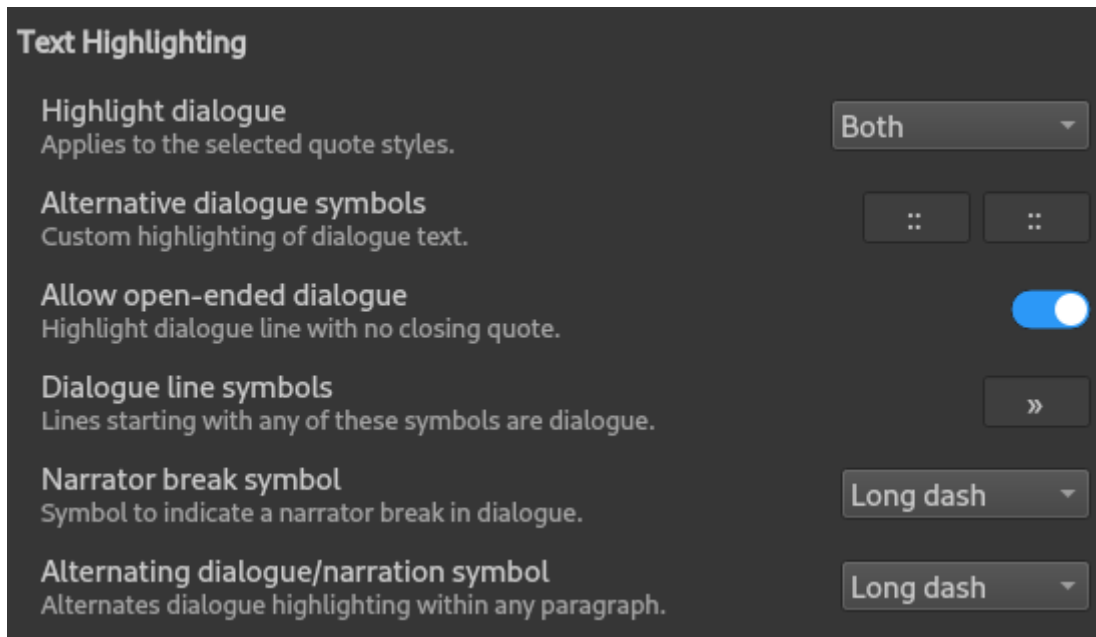 Text Highlighting
Highlight dialogue
Applies to the selected quote styles.
Both
Alternative dialogue symbols
Custom highlighting of dialogue text.
:: ::
Allow open-ended dialogue
Highlight dialogue line with no closing quote.
Dialogue line symbols
Lines starting with any of these symbols are dialogue.
»
Narrator break symbol
Symbol to indicate a narrator break in dialogue.
Long dash
Alternating dialogue/narration symbol
Alternates dialogue highlighting within any paragraph.
Long dash